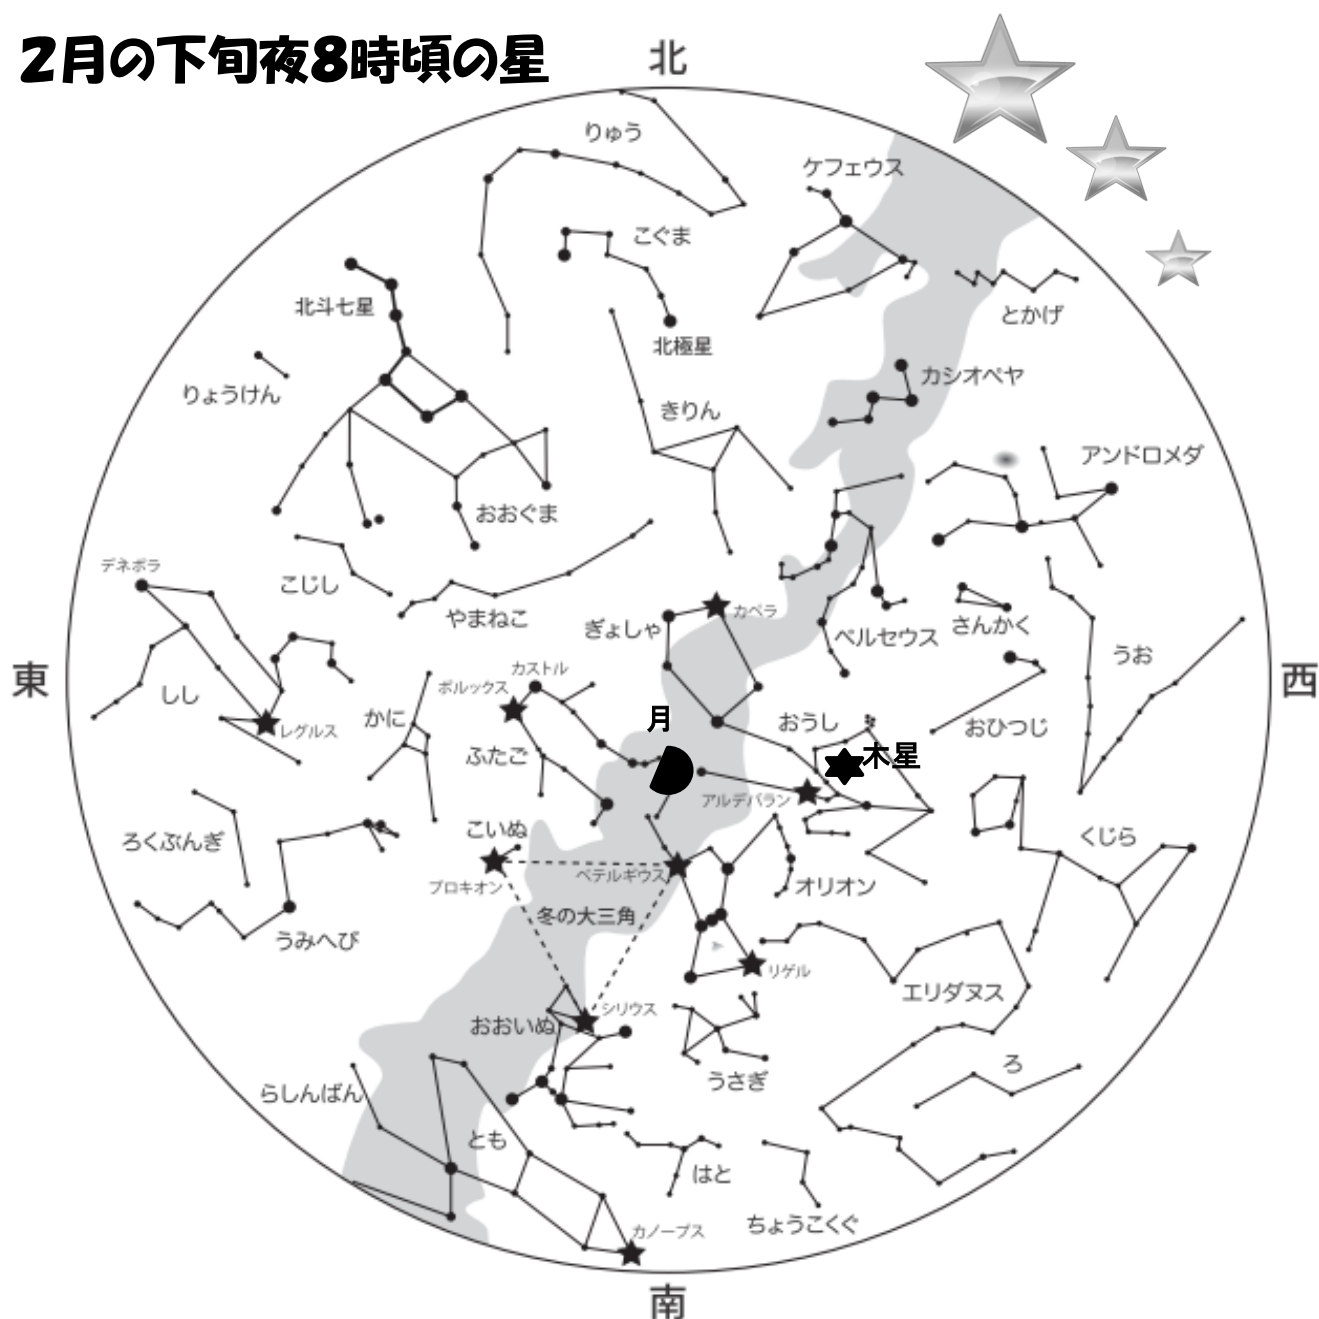 2月の下旬夜8時頃の星
北
りゅう
ケフェウス
こぐま
北斗七星
とかげ
北極星
カシオペヤ
りょうけん
きりん
アンドロメダ
おおぐま
デネボラ
こじし
やまねこ
カペラ
ぎょしゃ
ペルセウス
さんかく
うお
東
西
カストル
ポルックス
しし
レグルス
かに
月
おうし
おひつじ
ふたご
木星
アルデバラン
ろくぶんぎ
こいぬ
くじら
プロキオン
ベテルギウス
オリオン
冬の大三角
うみへび
リゲル
エリダヌス
シリウス
おおいぬ
ろ
うさぎ
らしんばん
とも
はと
ちょうこくぐ
カノープス
南